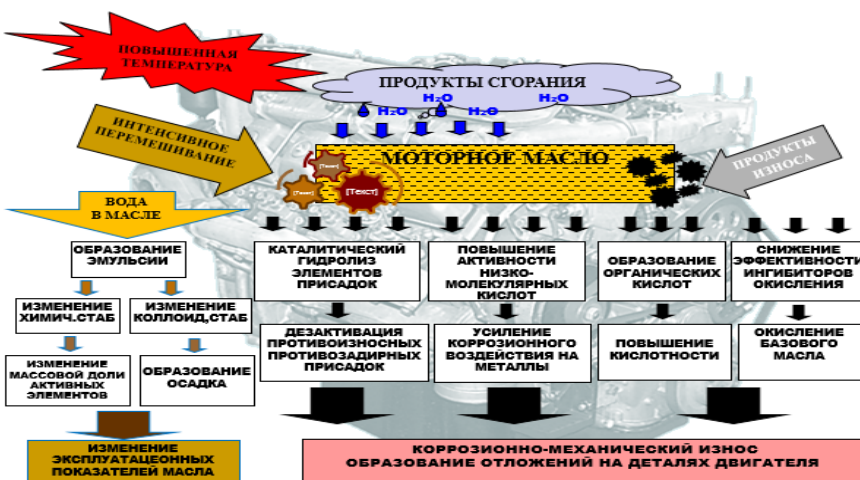 ПОВЫШЕННАЯ
ТЕМПЕРАТУРА
ПРОДУКТЫ СГОРАНИЯ
H₂O
H₂O
H₂O
H₂O
ИНТЕНСИВНОЕ
ПЕРЕМЕШИВАНИЕ
МОТОРНОЕ МАСЛО
[Текст]
[Текст]
[Текст]
ПРОДУКТЫ
ИЗНОСА
ВОДА
В МАСЛЕ
ОБРАЗОВАНИЕ
ЭМУЛЬСИИ
КАТАЛИТИЧЕСКИЙ
ГИДРОЛИЗ
ЭЛЕМЕНТОВ
ПРИСАДОК
ПОВЫШЕНИЕ
АКТИВНОСТИ
НИЗКО-
МОЛЕКУЛЯРНЫХ
КИСЛОТ
ОБРАЗОВАНИЕ
ОРГАНИЧЕСКИХ
КИСЛОТ
СНИЖЕНИЕ
ЭФФЕКТИВНОСТИ
ИНГИБИТОРОВ
ОКИСЛЕНИЯ
ИЗМЕНЕНИЕ
ХИМИЧ.СТАБ
ИЗМЕНЕНИЕ
КОЛЛОИД,СТАБ
ДЕЗАКТИВАЦИЯ
ПРОТИВОИЗНОСНЫХ
ПРОТИВОЗАДИРНЫХ
ПРИСАДОК
УСИЛЕНИЕ
КОРРОЗИОННОГО
ВОЗДЕЙСТВИЯ НА
МЕТАЛЛЫ
ПОВЫШЕНИЕ
КИСЛОТНОСТИ
ОКИСЛЕНИЕ
БАЗОВОГО
МАСЛА
ИЗМЕНЕНИЕ
МАССОВОЙ ДОЛИ
АКТИВНЫХ
ЭЛЕМЕНТОВ
ОБРАЗОВАНИЕ
ОСАДКА
ИЗМЕНЕНИЕ
ЭКСПЛУАТАЦЕОННЫХ
ПОКАЗАТЕЛЕЙ МАСЛА
КОРРОЗИОННО-МЕХАНИЧЕСКИЙ ИЗНОС
ОБРАЗОВАНИЕ ОТЛОЖЕНИЙ НА ДЕТАЛЯХ ДВИГАТЕЛЯ